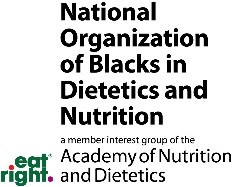 National
Organization
of Blacks in
Dietetics and
Nutrition
a member interest group of the
eat Academy of Nutrition
right. and Dietetics